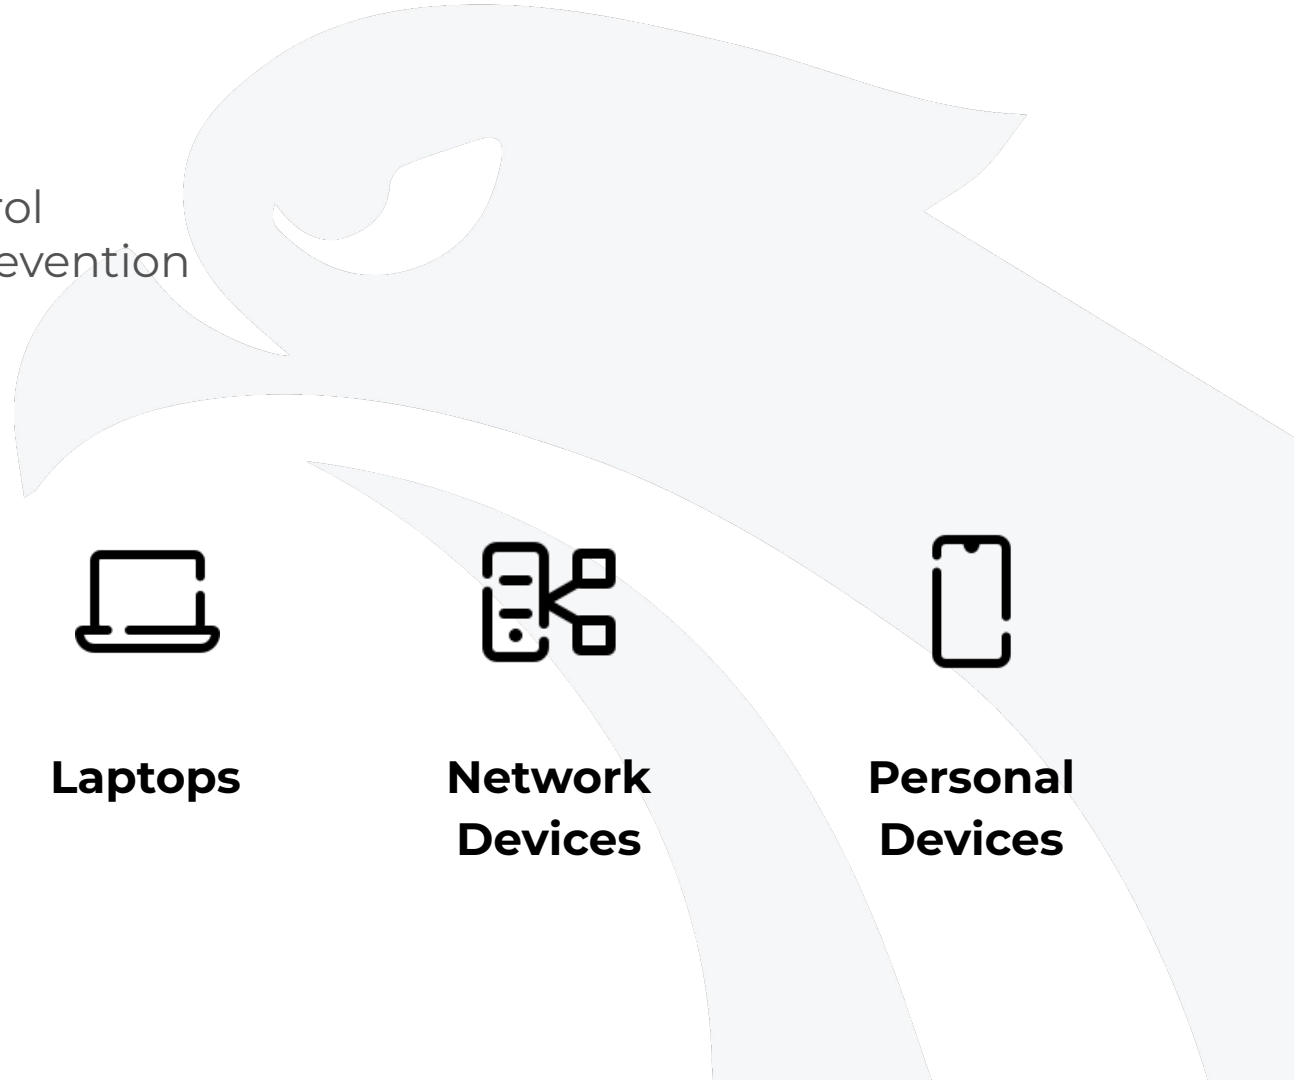 rol
evention
Laptops
Network
Devices
Personal
Devices